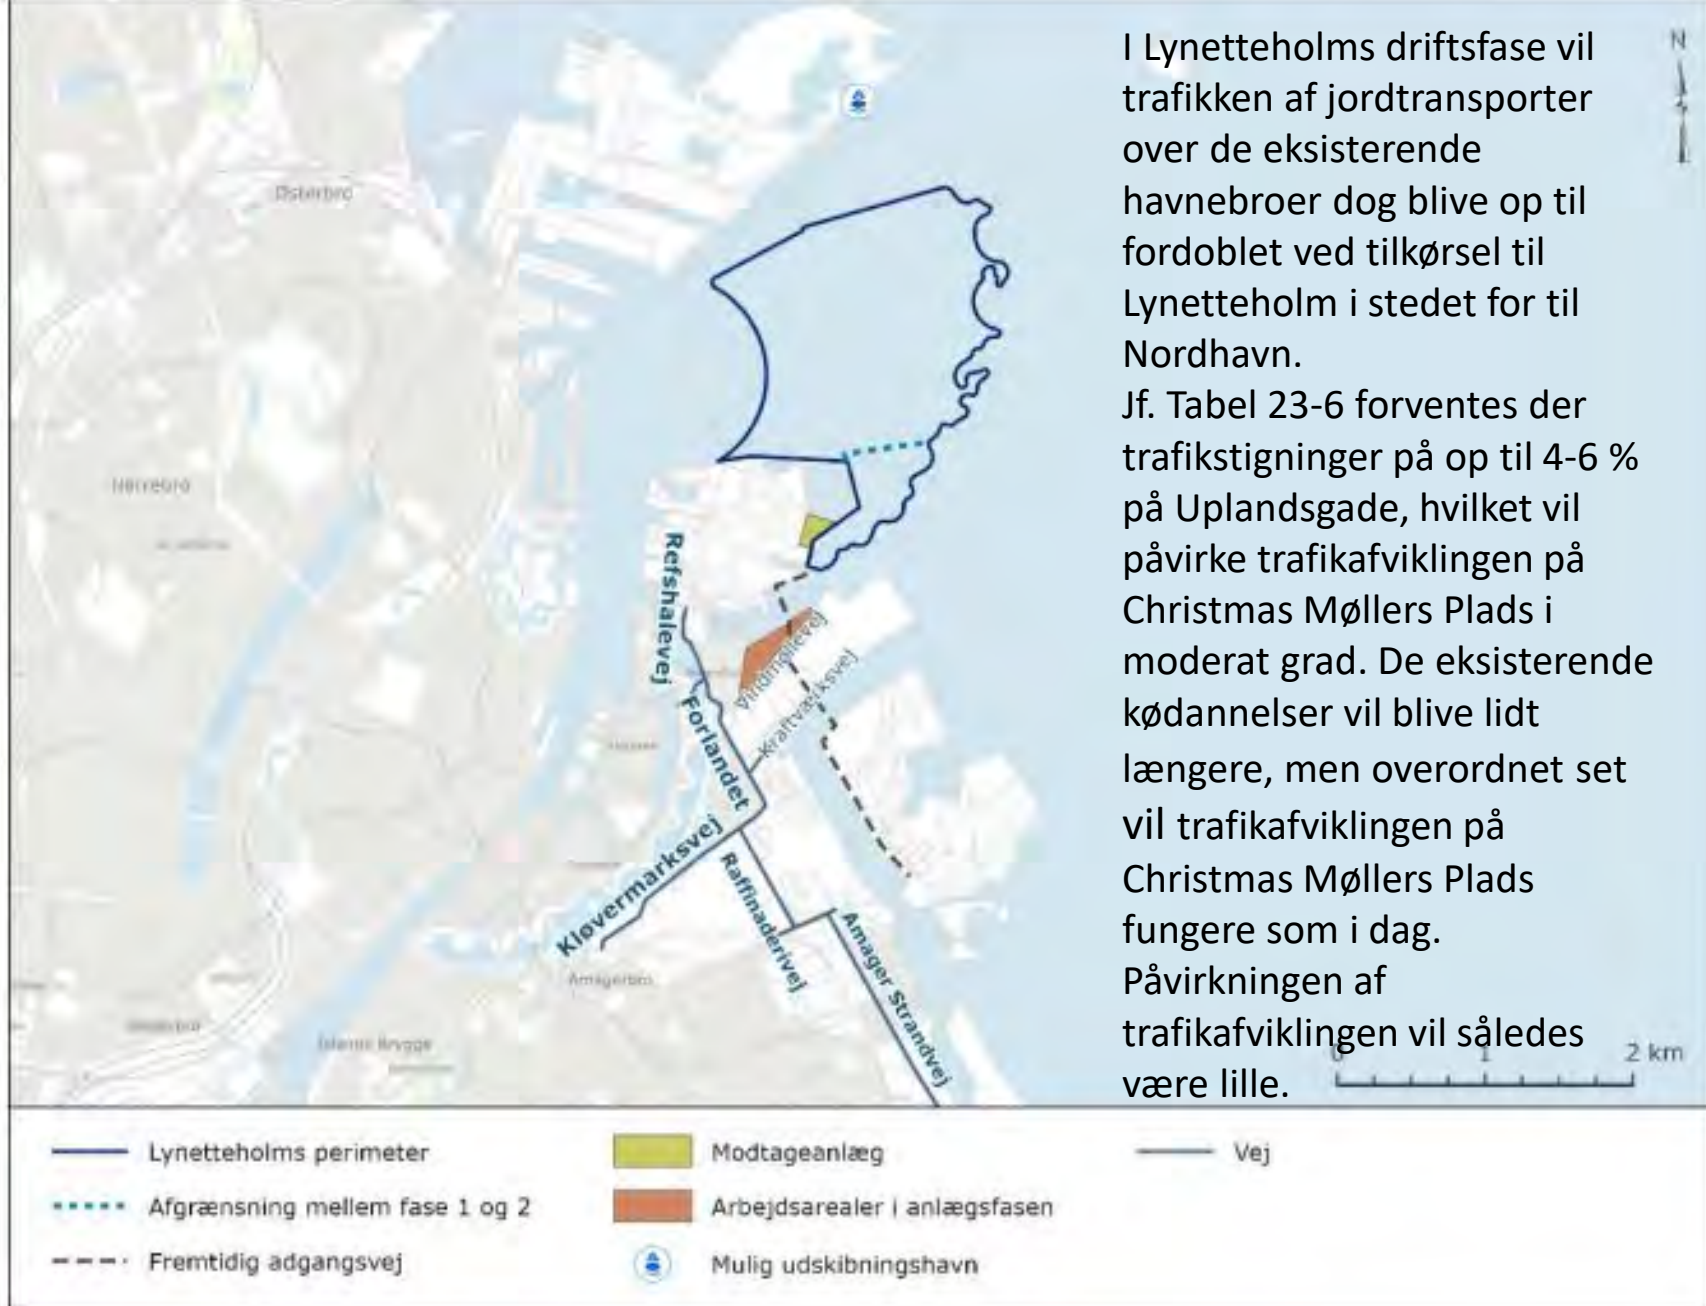 I Lynetteholms driftsfase vil
trafikken af jordtransporter
over de eksisterende
havnebroer dog blive op til
fordoblet ved tilkørsel til
Lynetteholm i stedet for til
Nordhavn.
Jf. Tabel 23-6 forventes der
trafikstigninger på op til 4-6 %
på Uplandsgade, hvilket vil
påvirke trafikafviklingen på
Christmas Møllers Plads i
moderat grad. De eksisterende
kødannelser vil blive lidt
længere, men overordnet set
vil trafikafviklingen på
Christmas Møllers Plads
fungere som i dag.
Påvirkningen af
trafikafviklingen vil således
være lille.
N
Østerbro
Nørrebro
Refshalevej
Vindmøllevej
Kraftværksvej
Forlandet
Kløvermarksvej
Raffinaderivej
Amager Strandvej
Amagerbro
Islands Brygge
0 1 2 km
Lynetteholms perimeter
Afgrænsning mellem fase 1 og 2
Fremtidig adgangsvej
Modtageanlæg
Arbejdsarealer i anlægsfasen
Mulig udskibningshavn
Vej